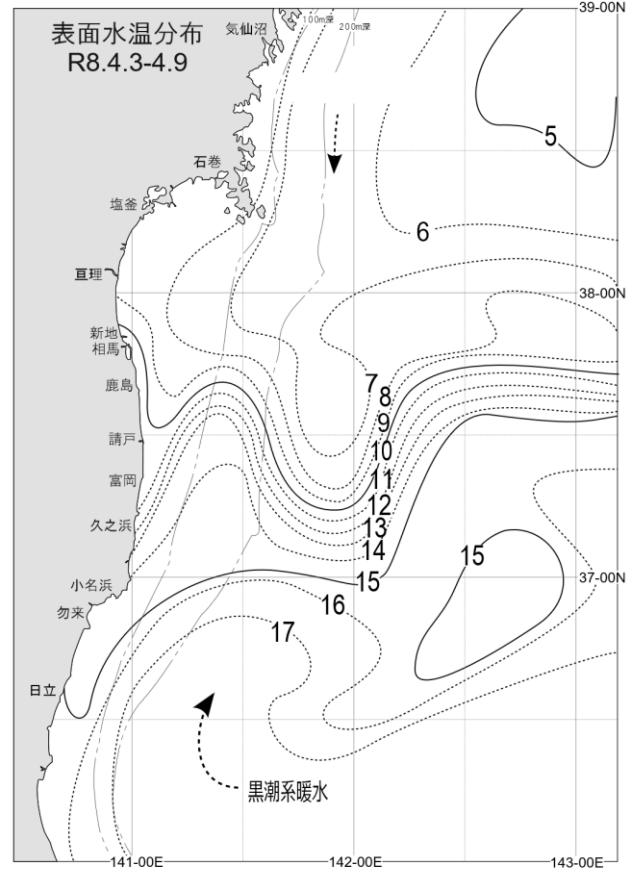 39-00N
表面水温分布
R8.4.3-4.9
気仙沼
100m深
200m深
5
石巻
塩釜
6
亘理
38-00N
新地
相馬
鹿島
7
8
9
請戸
10
富岡
11
12
久之浜
13
14
15
15
小名浜
37-00N
勿来
16
17
日立
黒潮系暖水
141-00E
142-00E
143-00E